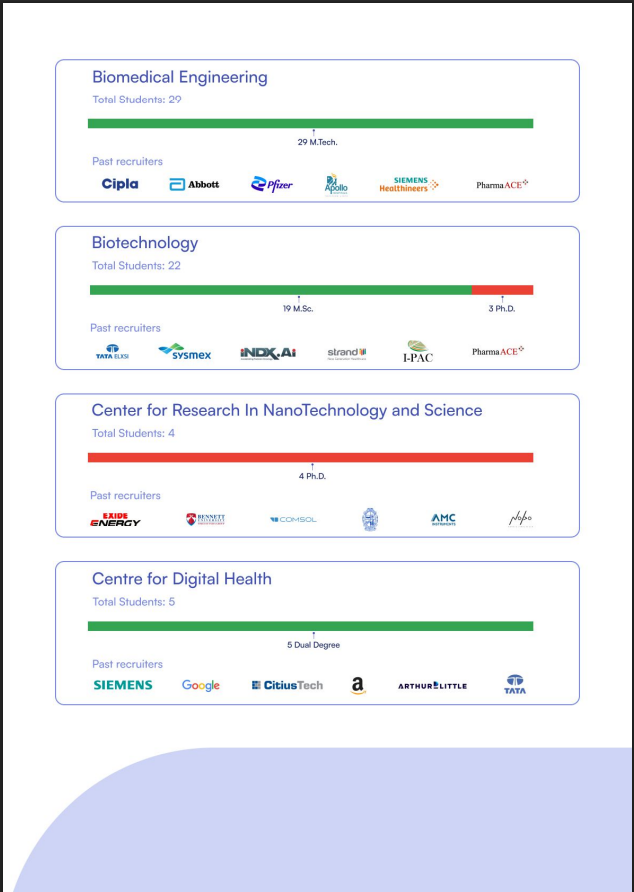 Biomedical Engineering
Total Students: 29
29 M.Tech.
Past recruiters
Cipla
Abbott
Pfizer
Apollo
SIEMENS
Healthineers
PharmaACE
Biotechnology
Total Students: 22
19 M.Sc.
3 Ph.D.
Past recruiters
TATA ELXSI
sysmex
iNDX.Ai
strand
I-PAC
PharmaACE
Center for Research In NanoTechnology and Science
Total Students: 4
4 Ph.D.
Past recruiters
EXIDE
ENERGY
BENNETT
UNIVERSITY
COMSOL
AMC
Nopo
Centre for Digital Health
Total Students: 5
5 Dual Degree
Past recruiters
SIEMENS
Google
CitiusTech
a
ARTHUR D LITTLE
TATA